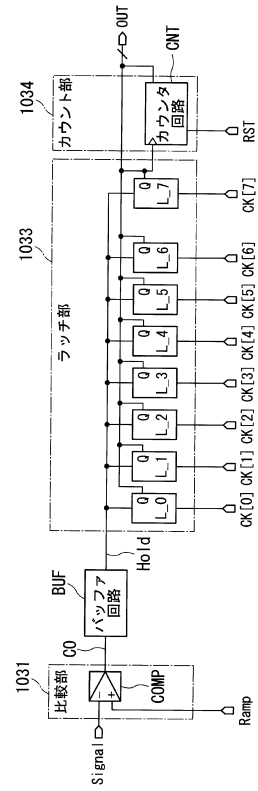 1031
比較部
Signal
Ramp
COMP
CO
BUF
バッファ
回路
Hold
1033
ラッチ部
Q
L_0
Q
L_1
Q
L_2
Q
L_3
Q
L_4
Q
L_5
Q
L_6
Q
L_7
CK[0]
CK[1]
CK[2]
CK[3]
CK[4]
CK[5]
CK[6]
CK[7]
1034
カウント部
カウンタ
回路
CNT
RST
OUT